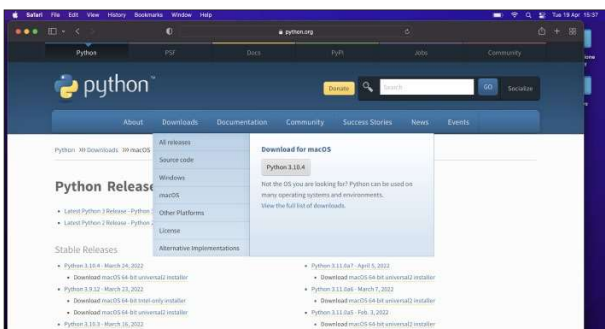 Safari File Edit View History Bookmarks Window Help
Tue 19 Apr 15:37
python.org
Python PSF Docs PyPI Jobs Community
python™
Donate Search GO Socialize
About Downloads Documentation Community Success Stories News Events
Python >>> Downloads >>> macOS
All releases
Source code
Windows
macOS
Other Platforms
License
Alternative Implementations
Download for macOS
Python 3.10.4
Not the OS you are looking for? Python can be used on
many operating systems and environments.
View the full list of downloads.
Python Release
Latest Python 3 Release - Python
Latest Python 2 Release - Python 2
Stable Releases
Python 3.10.4 - March 24, 2022
Download macOS 64-bit universal2 installer
Python 3.9.12 - March 23, 2022
Download macOS 64-bit Intel-only installer
Download macOS 64-bit universal2 installer
Python 3.10.3 - March 16, 2022
Python 3.11.0a7 - April 5, 2022
Download macOS 64-bit universal2 installer
Python 3.11.0a6 - March 7, 2022
Download macOS 64-bit universal2 installer
Python 3.11.0a5 - Feb. 3, 2022
Download macOS 64-bit universal2 installer